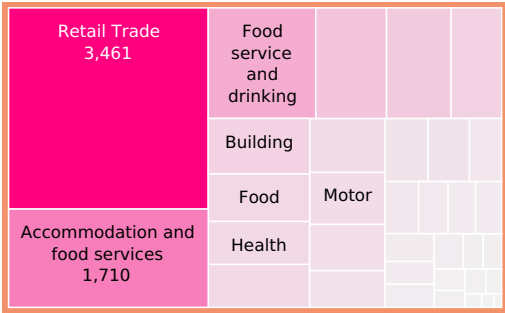 Retail Trade
3,461
Food
service
and
drinking
Building
Food
Motor
Accommodation and
food services
1,710
Health